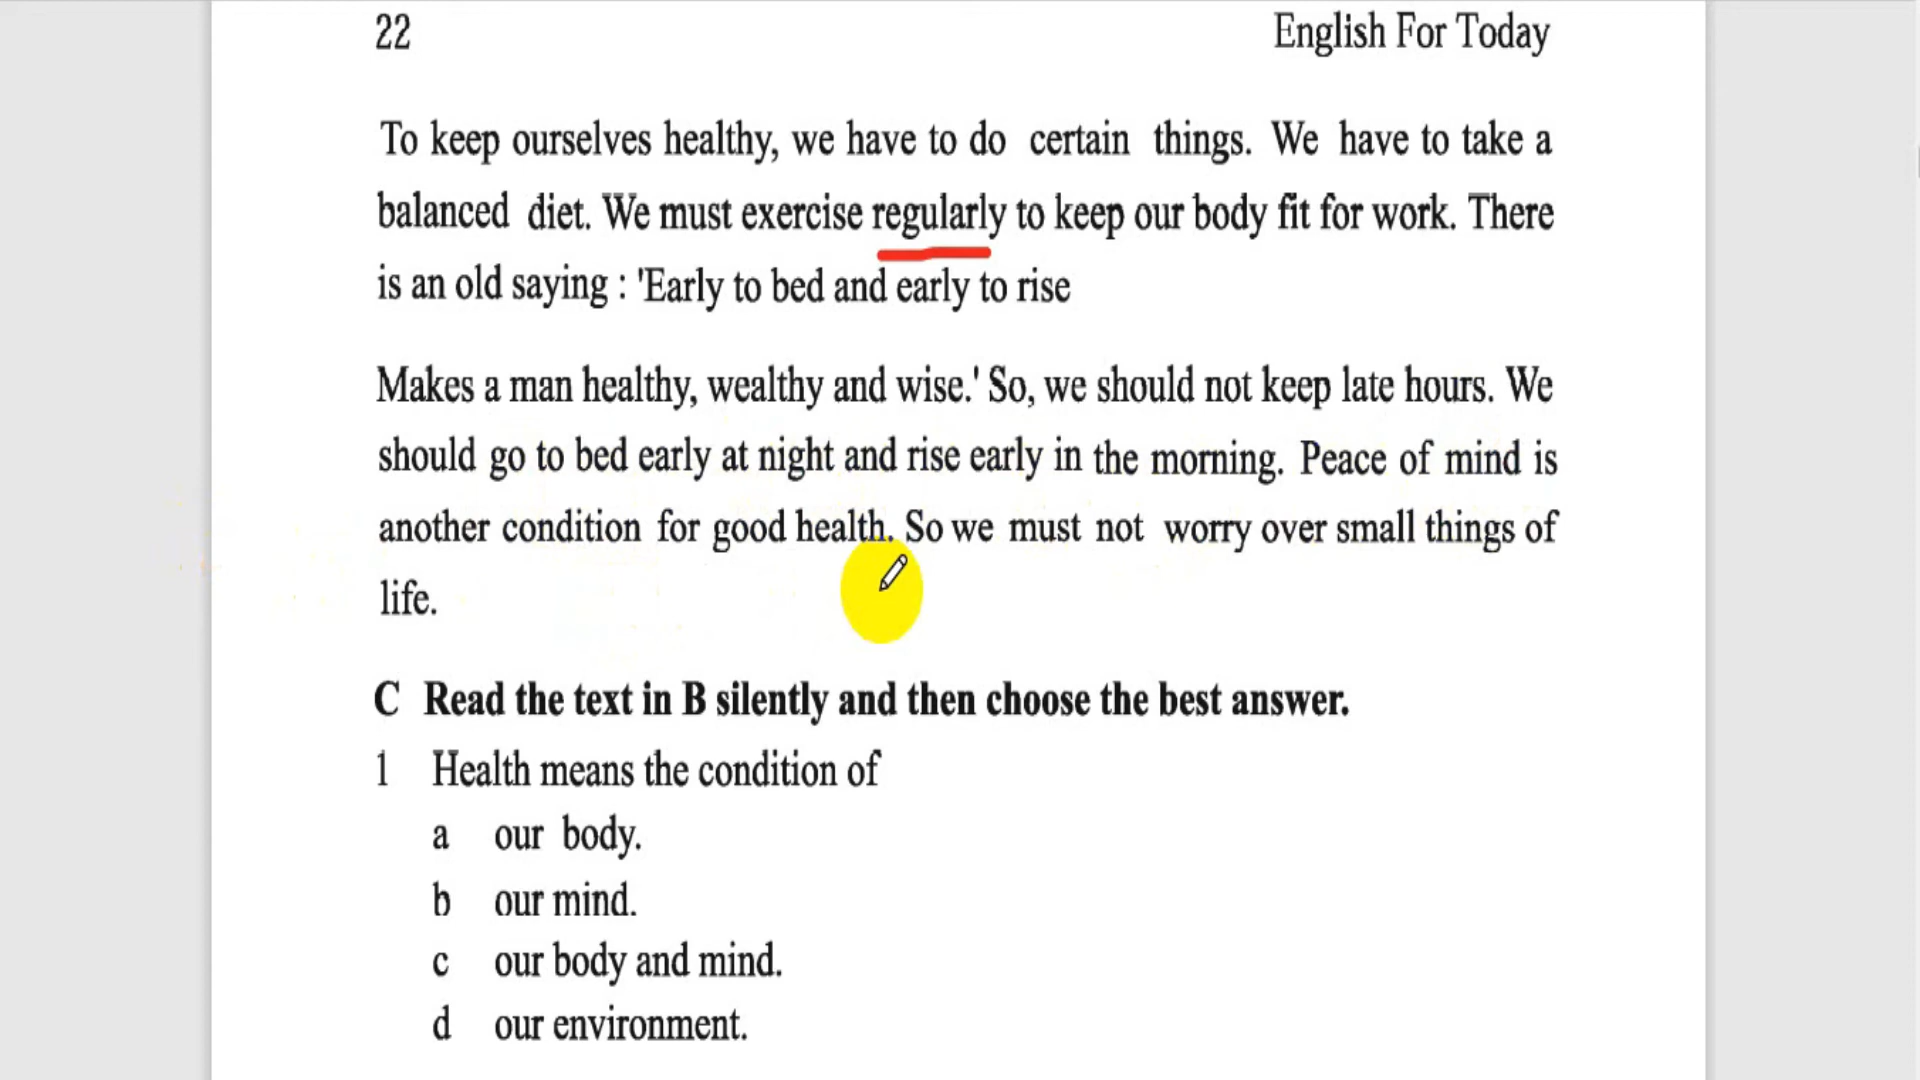 22 English For Today
To keep ourselves healthy, we have to do certain things. We have to take a
balanced diet. We must exercise regularly to keep our body fit for work. There
is an old saying : 'Early to bed and early to rise
Makes a man healthy, wealthy and wise.' So, we should not keep late hours. We
should go to bed early at night and rise early in the morning. Peace of mind is
another condition for good health. So we must not worry over small things of
life.
C Read the text in B silently and then choose the best answer.
1 Health means the condition of
a our body.
b our mind.
c our body and mind.
d our environment.